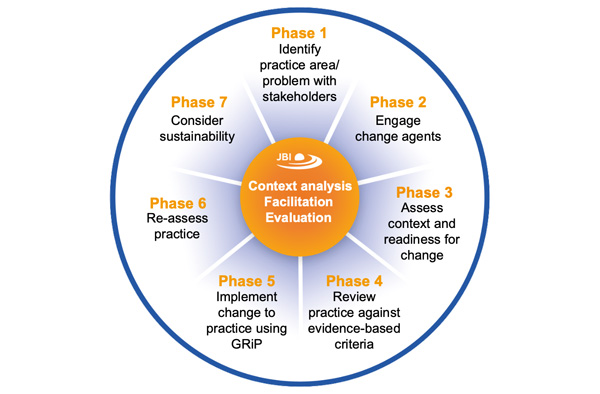 Phase 1
Identify
practice area/
problem with
stakeholders
Phase 2
Engage
change agents
Phase 3
Assess
context and
readiness for
change
Phase 4
Review
practice against
evidence-based
criteria
Phase 5
Implement
change to
practice using
GRiP
Phase 6
Re-assess
practice
Phase 7
Consider
sustainability
JBI
Context analysis
Facilitation
Evaluation